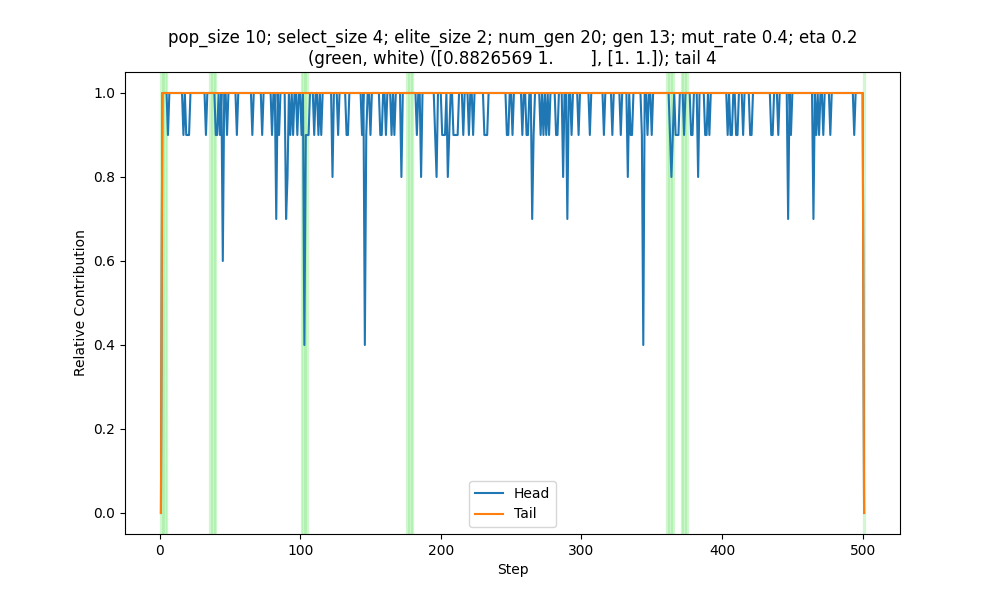 pop_size 10; select_size 4; elite_size 2; num_gen 20; gen 13; mut_rate 0.4; eta 0.2
(green, white) ([0.8826569 1.        ], [1. 1.]); tail 4
1.0
0.8
0.6
0.4
0.2
0.0
Relative Contribution
Head
Tail
0
100
200
300
400
500
Step